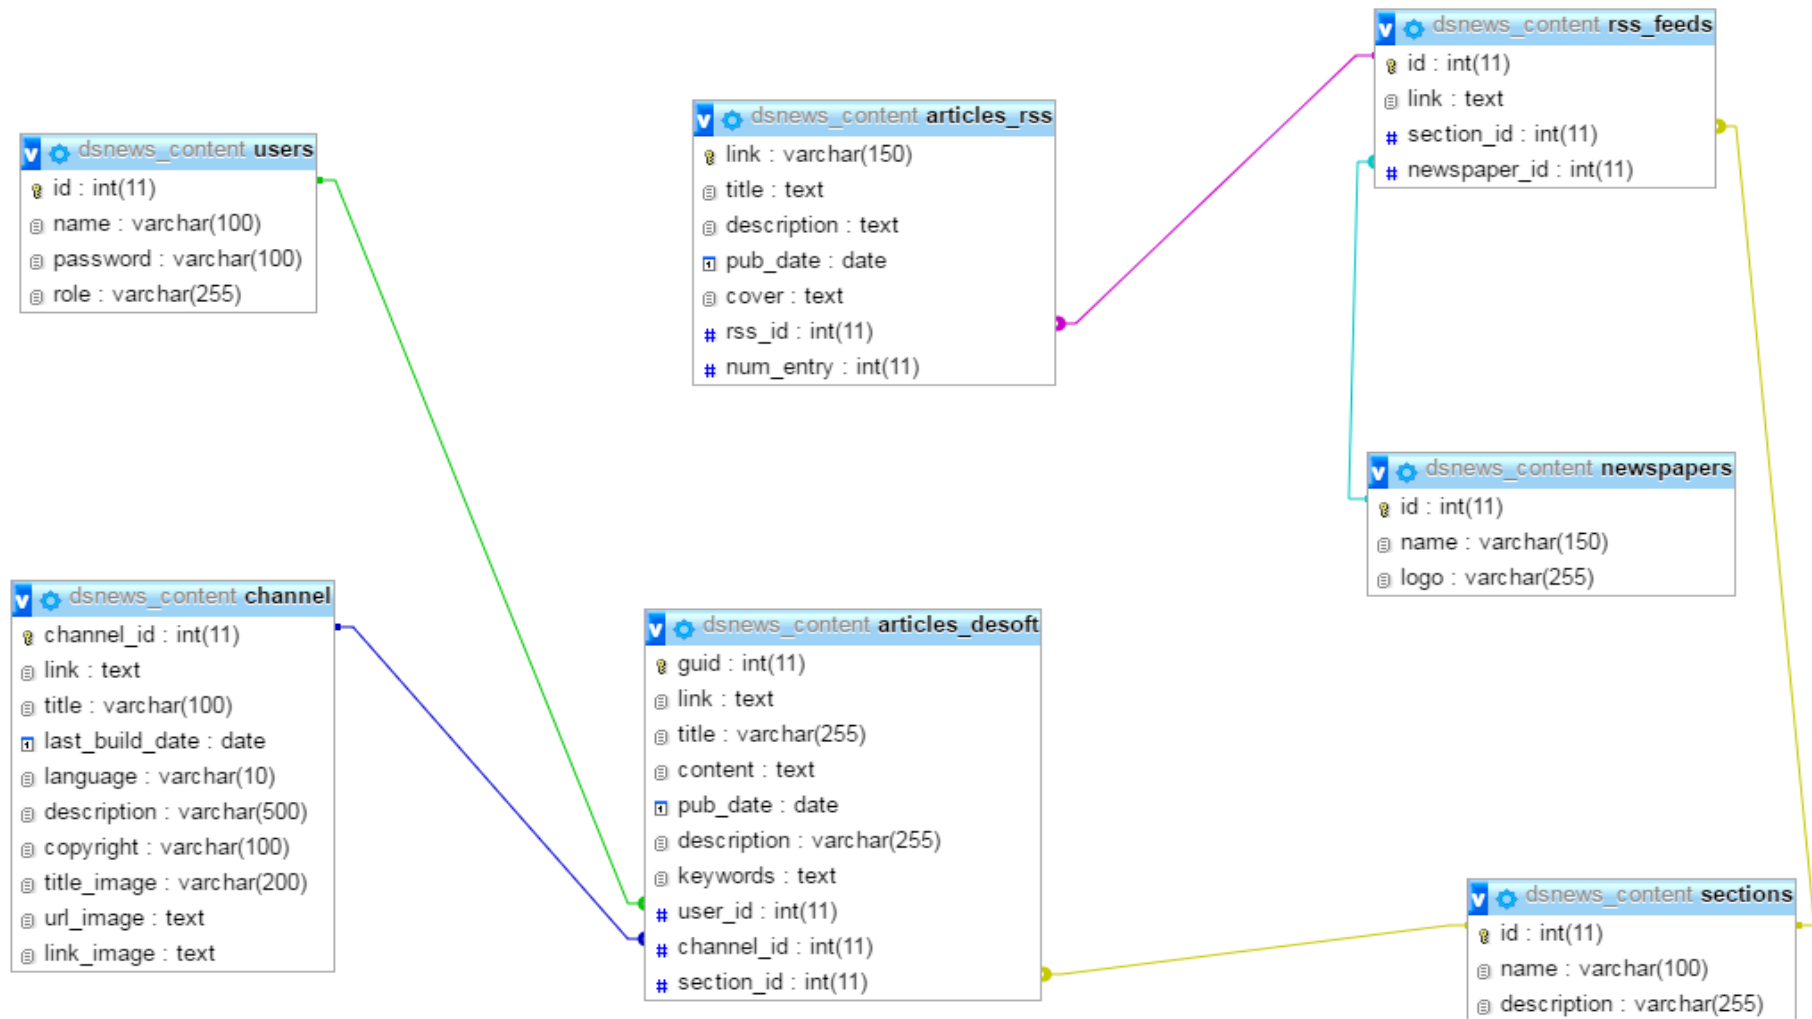 dsnews_content users
id : int(11)
name : varchar(100)
password : varchar(100)
role : varchar(255)
dsnews_content articles_rss
link : varchar(150)
title : text
description : text
pub_date : date
cover : text
rss_id : int(11)
num_entry : int(11)
dsnews_content rss_feeds
id : int(11)
link : text
section_id : int(11)
newspaper_id : int(11)
dsnews_content newspapers
id : int(11)
name : varchar(150)
logo : varchar(255)
dsnews_content channel
channel_id : int(11)
link : text
title : varchar(100)
last_build_date : date
language : varchar(10)
description : varchar(500)
copyright : varchar(100)
title_image : varchar(200)
url_image : text
link_image : text
dsnews_content articles_desoft
guid : int(11)
link : text
title : varchar(255)
content : text
pub_date : date
description : varchar(255)
keywords : text
user_id : int(11)
channel_id : int(11)
section_id : int(11)
dsnews_content sections
id : int(11)
name : varchar(100)
description : varchar(255)